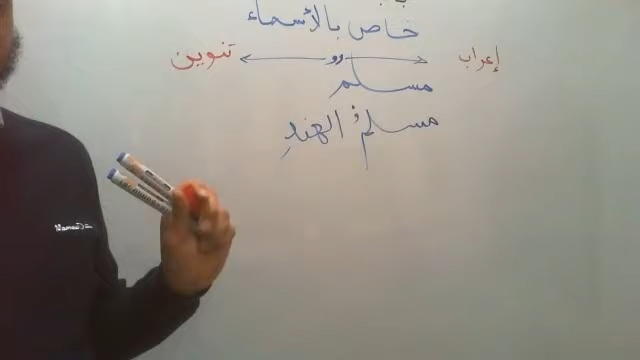 خاص بالأسماء
إعراب <——> تنوين
مسلم
مسلمُ الهندِ